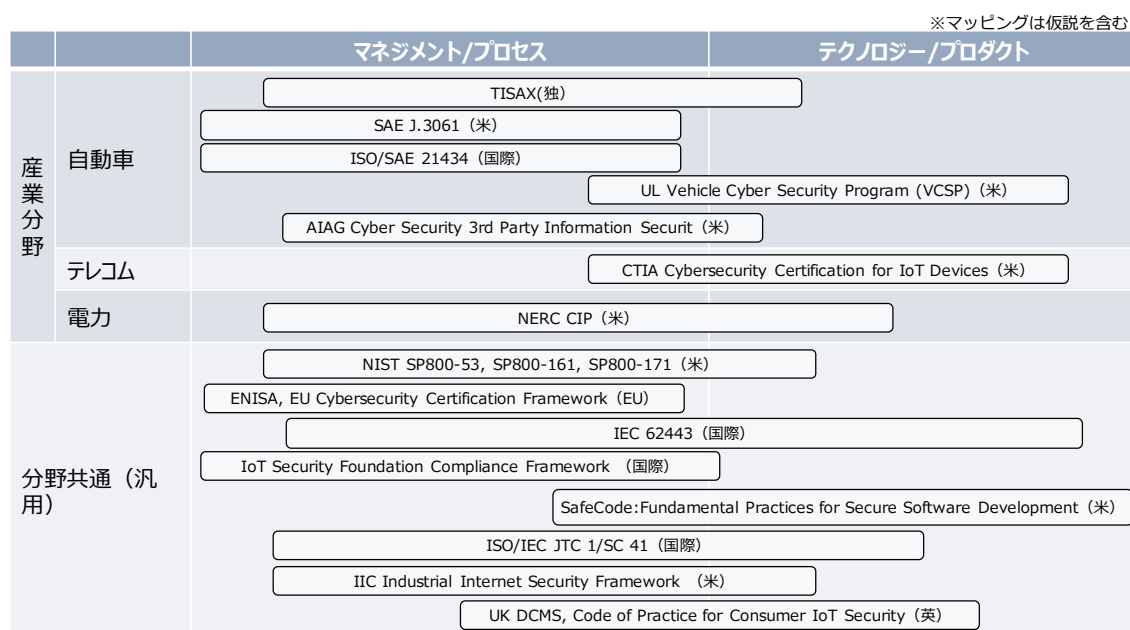 ※マッピングは仮説を含む
マネジメント/プロセス
テクノロジー/プロダクト
産業分野
自動車
TISAX(独)
SAE J.3061（米）
ISO/SAE 21434（国際）
UL Vehicle Cyber Security Program (VCSP)（米）
AIAG Cyber Security 3rd Party Information Securit（米）
テレコム
CTIA Cybersecurity Certification for IoT Devices（米）
電力
NERC CIP（米）
分野共通（汎
用）
NIST SP800-53, SP800-161, SP800-171（米）
ENISA, EU Cybersecurity Certification Framework（EU）
IEC 62443（国際）
IoT Security Foundation Compliance Framework （国際）
SafeCode:Fundamental Practices for Secure Software Development（米）
ISO/IEC JTC 1/SC 41（国際）
IIC Industrial Internet Security Framework （米）
UK DCMS, Code of Practice for Consumer IoT Security（英）